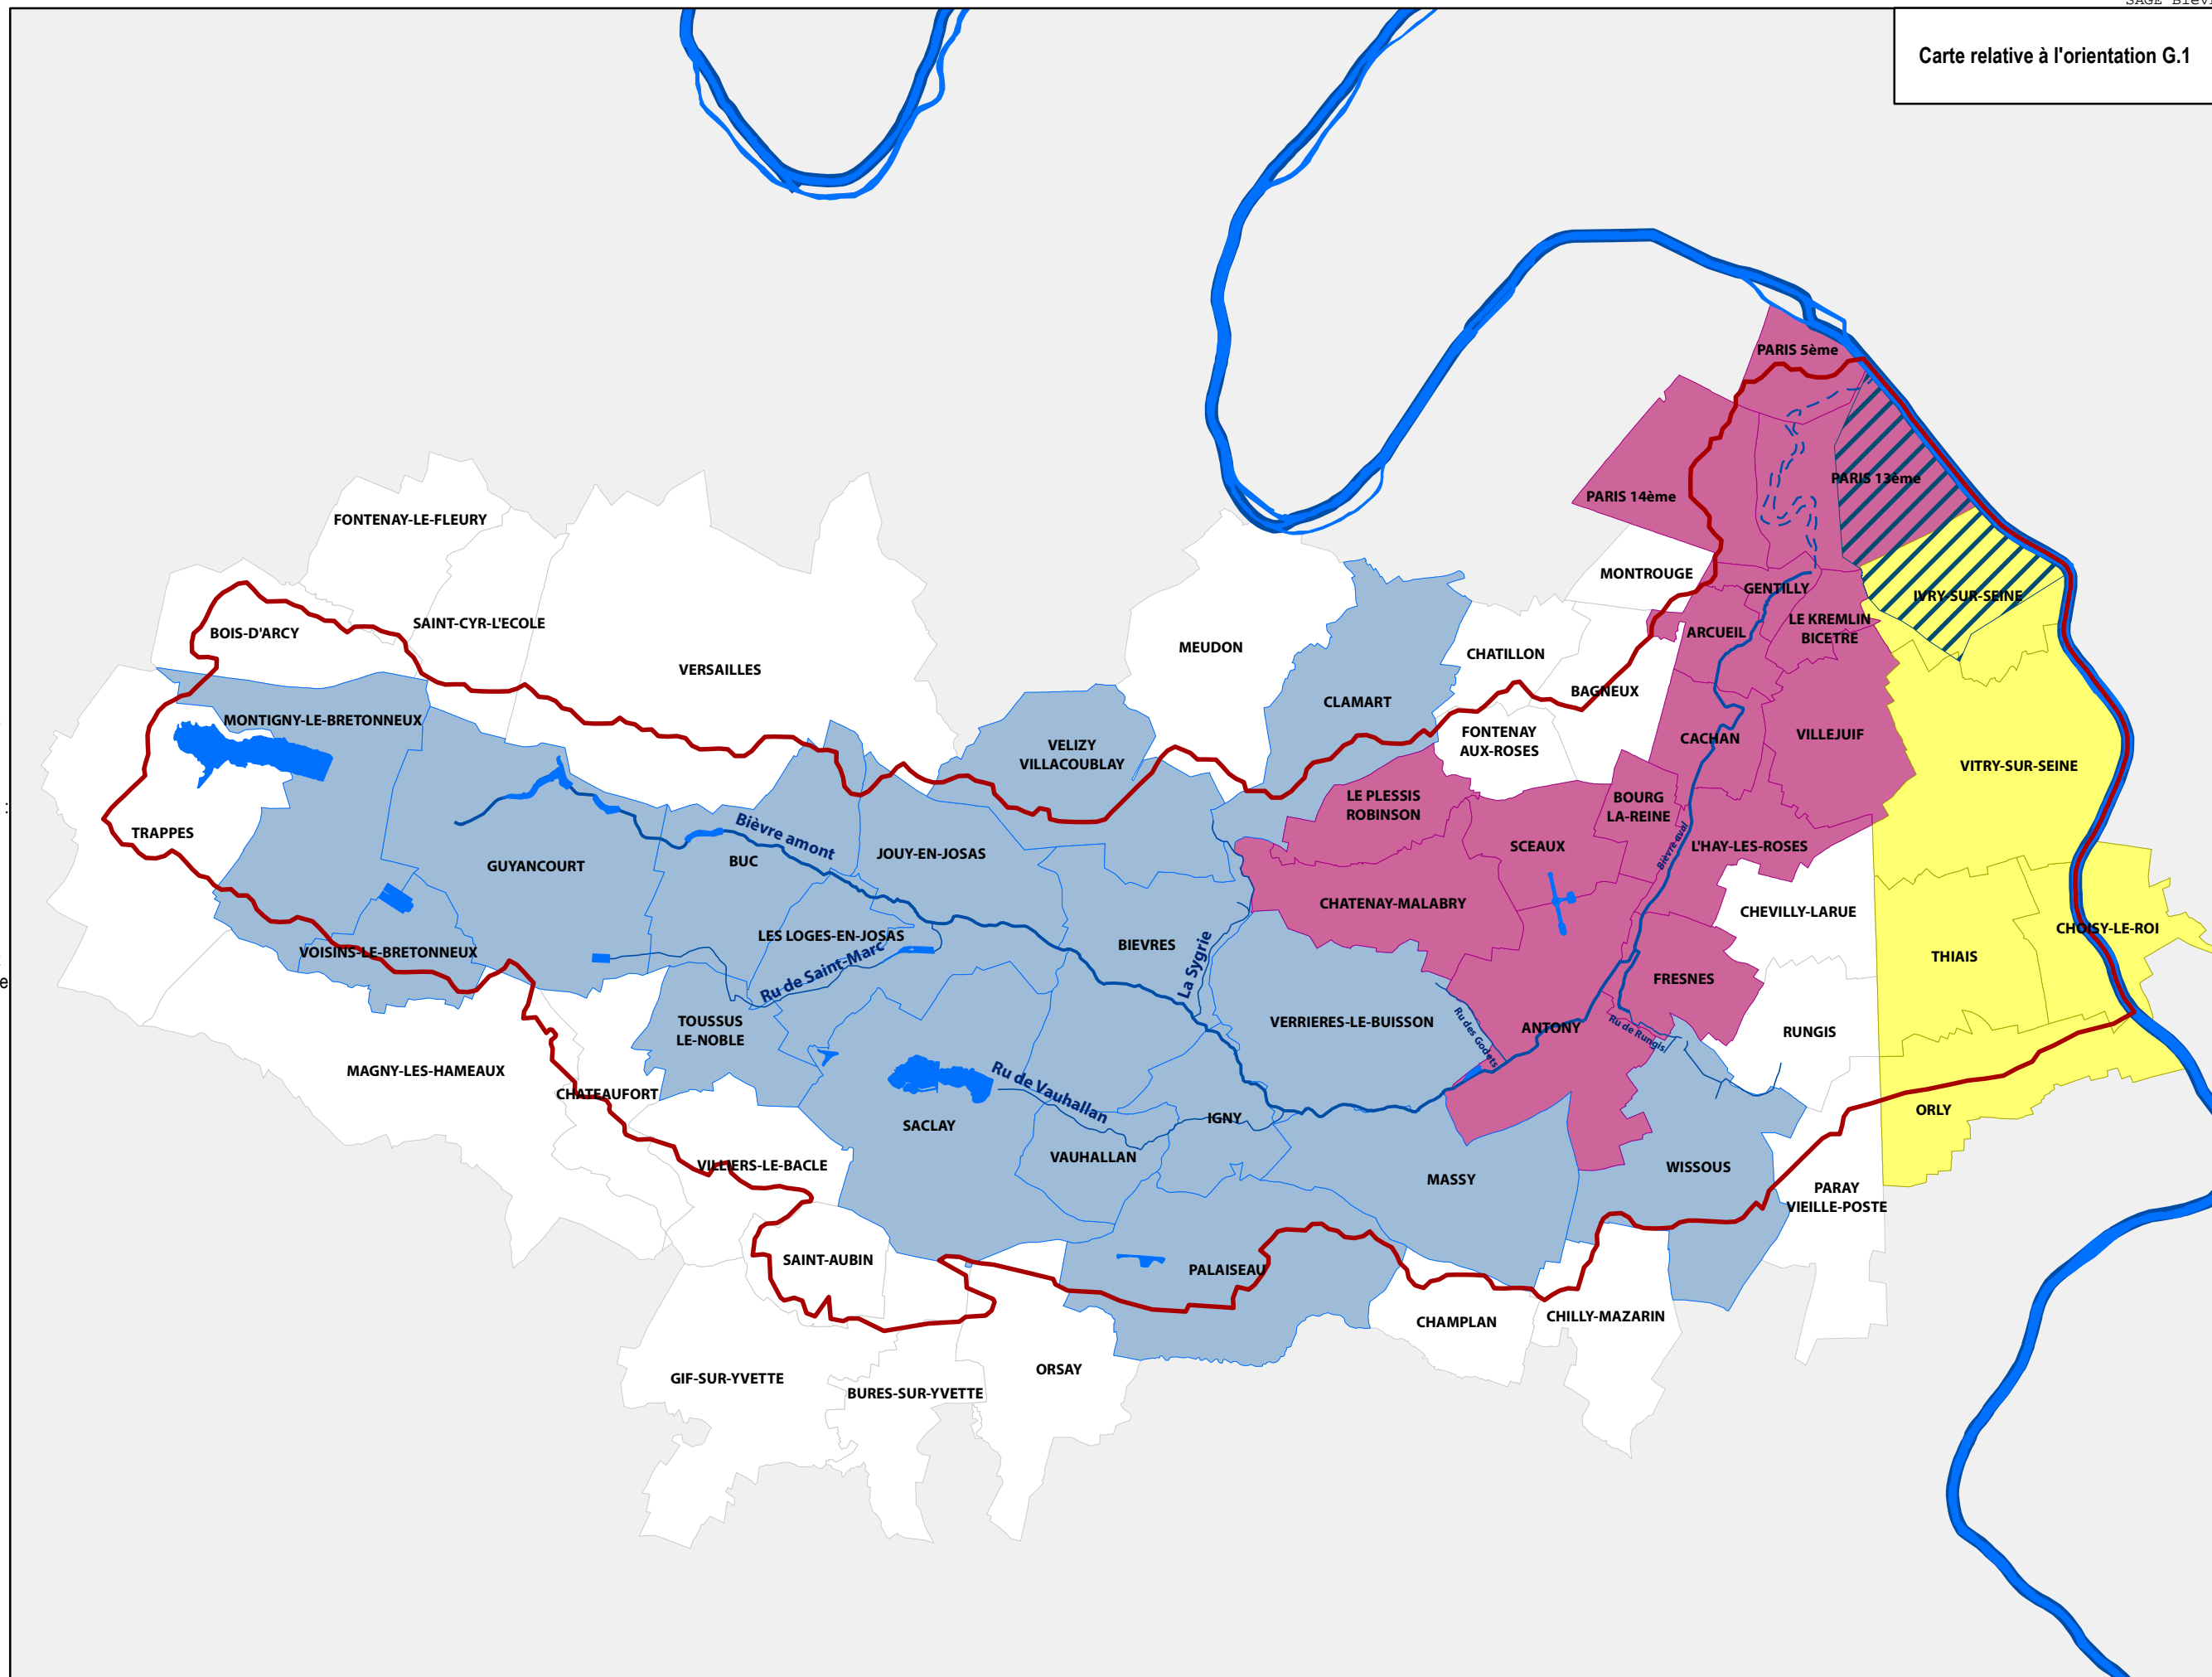 Carte relative à l'orientation G.1
PARIS 5ème
PARIS 13ème
PARIS 14ème
FONTENAY-LE-FLEURY
MONTROUGE
GENTILLY
IVRY-SUR-SEINE
SAINT-CYR-L'ECOLE
BOIS-D'ARCY
LE KREMLIN
BICETRE
ARCUEIL
MEUDON
CHATILLON
VERSAILLES
BAGNEUX
CLAMART
MONTIGNY-LE-BRETONNEUX
FONTENAY
AUX-ROSES
CACHAN
VILLEJUIF
VELIZY
VILLACOUBLAY
VITRY-SUR-SEINE
LE PLESSIS
ROBINSON
BOURG
LA-REINE
TRAPPES
Bièvre amont
GUYANCOURT
BUC
JOUY-EN-JOSAS
SCEAUX
Bièvre aval
L'HAY-LES-ROSES
CHATENAY-MALABRY
CHEVILLY-LARUE
CHOISY-LE-ROI
LES LOGES-EN-JOSAS
BIEVRES
VOISINS-LE-BRETONNEUX
THIAIS
Ru de Saint-Marc
La Sygrie
FRESNES
TOUSSUS
LE-NOBLE
VERRIERES-LE-BUISSON
ANTONY
Ru des Godets
Ru de Rungis
RUNGIS
MAGNY-LES-HAMEAUX
CHATEAUFORT
Ru de Vauhallan
ORLY
SACLAY
IGNY
VAUHALLAN
VILLIERS-LE-BACLE
WISSOUS
MASSY
PARAY
VIEILLE-POSTE
SAINT-AUBIN
PALAISEAU
CHAMPLAN
CHILLY-MAZARIN
ORSAY
GIF-SUR-YVETTE
BURES-SUR-YVETTE